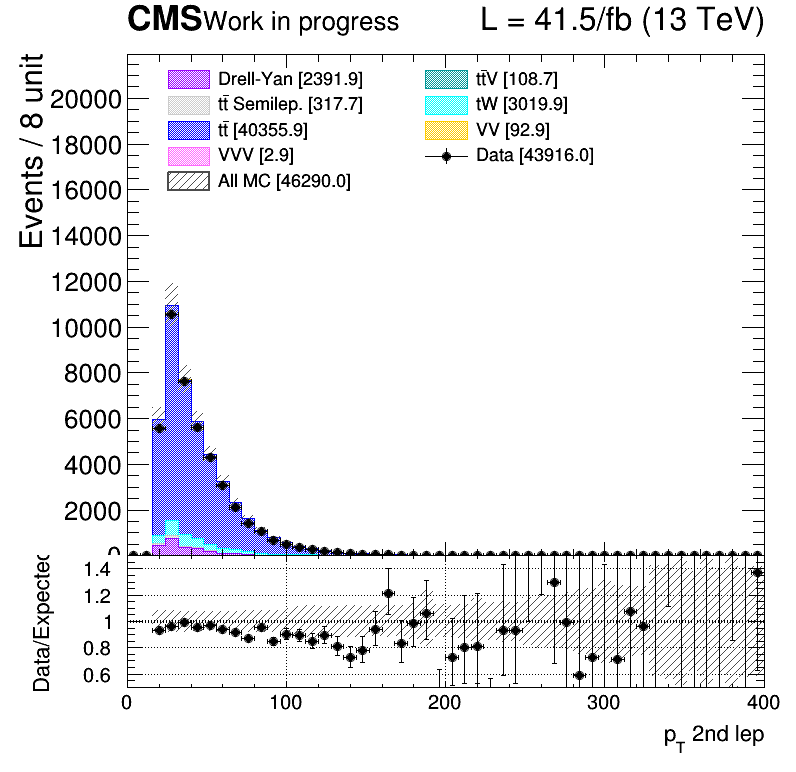 CMS Work in progress L = 41.5/fb (13 TeV)
Events / 8 unit
Drell-Yan [2391.9]
tt̄ Semilep. [317.7]
tt̄ [40355.9]
VVV [2.9]
All MC [46290.0]
tt̄V [108.7]
tW [3019.9]
VV [92.9]
Data [43916.0]
20000
18000
16000
14000
12000
10000
8000
6000
4000
2000
0
Data/Expected
1.4
1.2
1
0.8
0.6
0 100 200 300 400
p_T 2nd lep